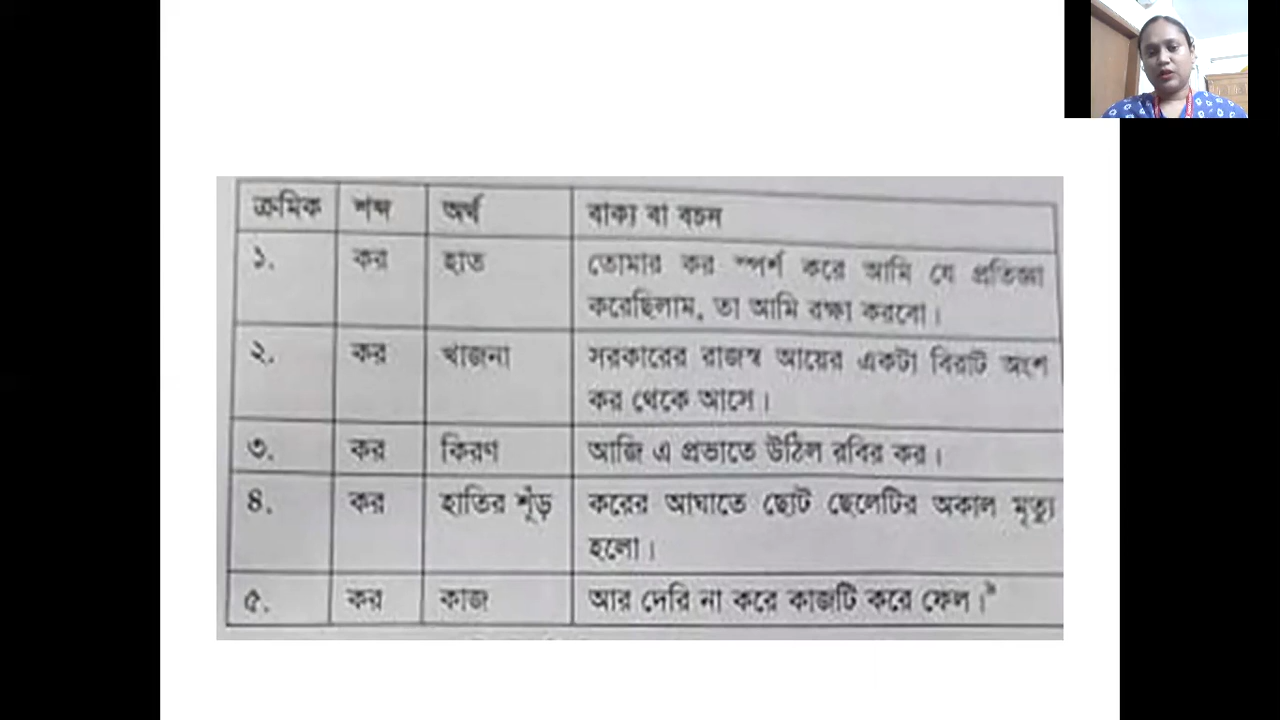 ক্রমিক শব্দ অর্থ বাক্য বা বচন
১. কর হাত তোমার কর স্পর্শ করে আমি যে প্রতিজ্ঞা
করেছিলাম, তা আমি রক্ষা করবো।
২. কর খাজনা সরকারের রাজস্ব আয়ের একটা বিরাট অংশ
কর থেকে আসে।
৩. কর কিরণ আজি এ প্রভাতে উঠিল রবির কর।
৪. কর হাতির শূঁড় করের আঘাতে ছোট ছেলেটির অকাল মৃত্যু
হলো।
৫. কর কাজ আর দেরি না করে কাজটি করে ফেল।